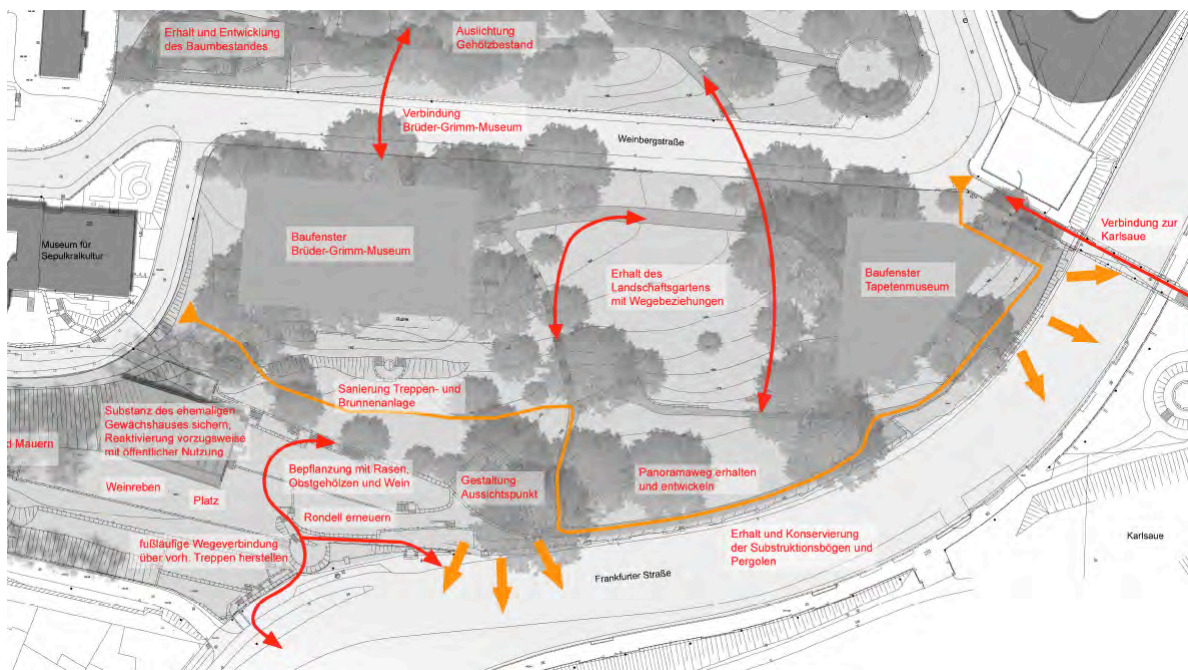 Erhalt und Entwicklung
des Baumbestandes
Auslichtung
Gehölzbestand
Verbindung
Brüder-Grimm-Museum
Weinbergstraße
Museum für
Sepulkralkultur
Baufenster
Brüder-Grimm-Museum
Erhalt des
Landschaftsgartens
mit Wegebeziehungen
Baufenster
Tapetenmuseum
Verbindung zur
Karlsaue
Ruine
Sanierung Treppen- und
Brunnenanlage
Substanz des ehemaligen
Gewächshauses sichern,
Reaktivierung vorzugsweise
mit öffentlicher Nutzung
d Mauern
Weinreben
Platz
Bepflanzung mit Rasen,
Obstgehölzen und Wein
Rondell erneuern
Gestaltung
Aussichtspunkt
Panoramaweg erhalten
und entwickeln
fußläufige Wegeverbindung
über vorh. Treppen herstellen
Erhalt und Konservierung
der Substruktionsbögen und
Pergolen
Frankfurter Straße
Karlsaue